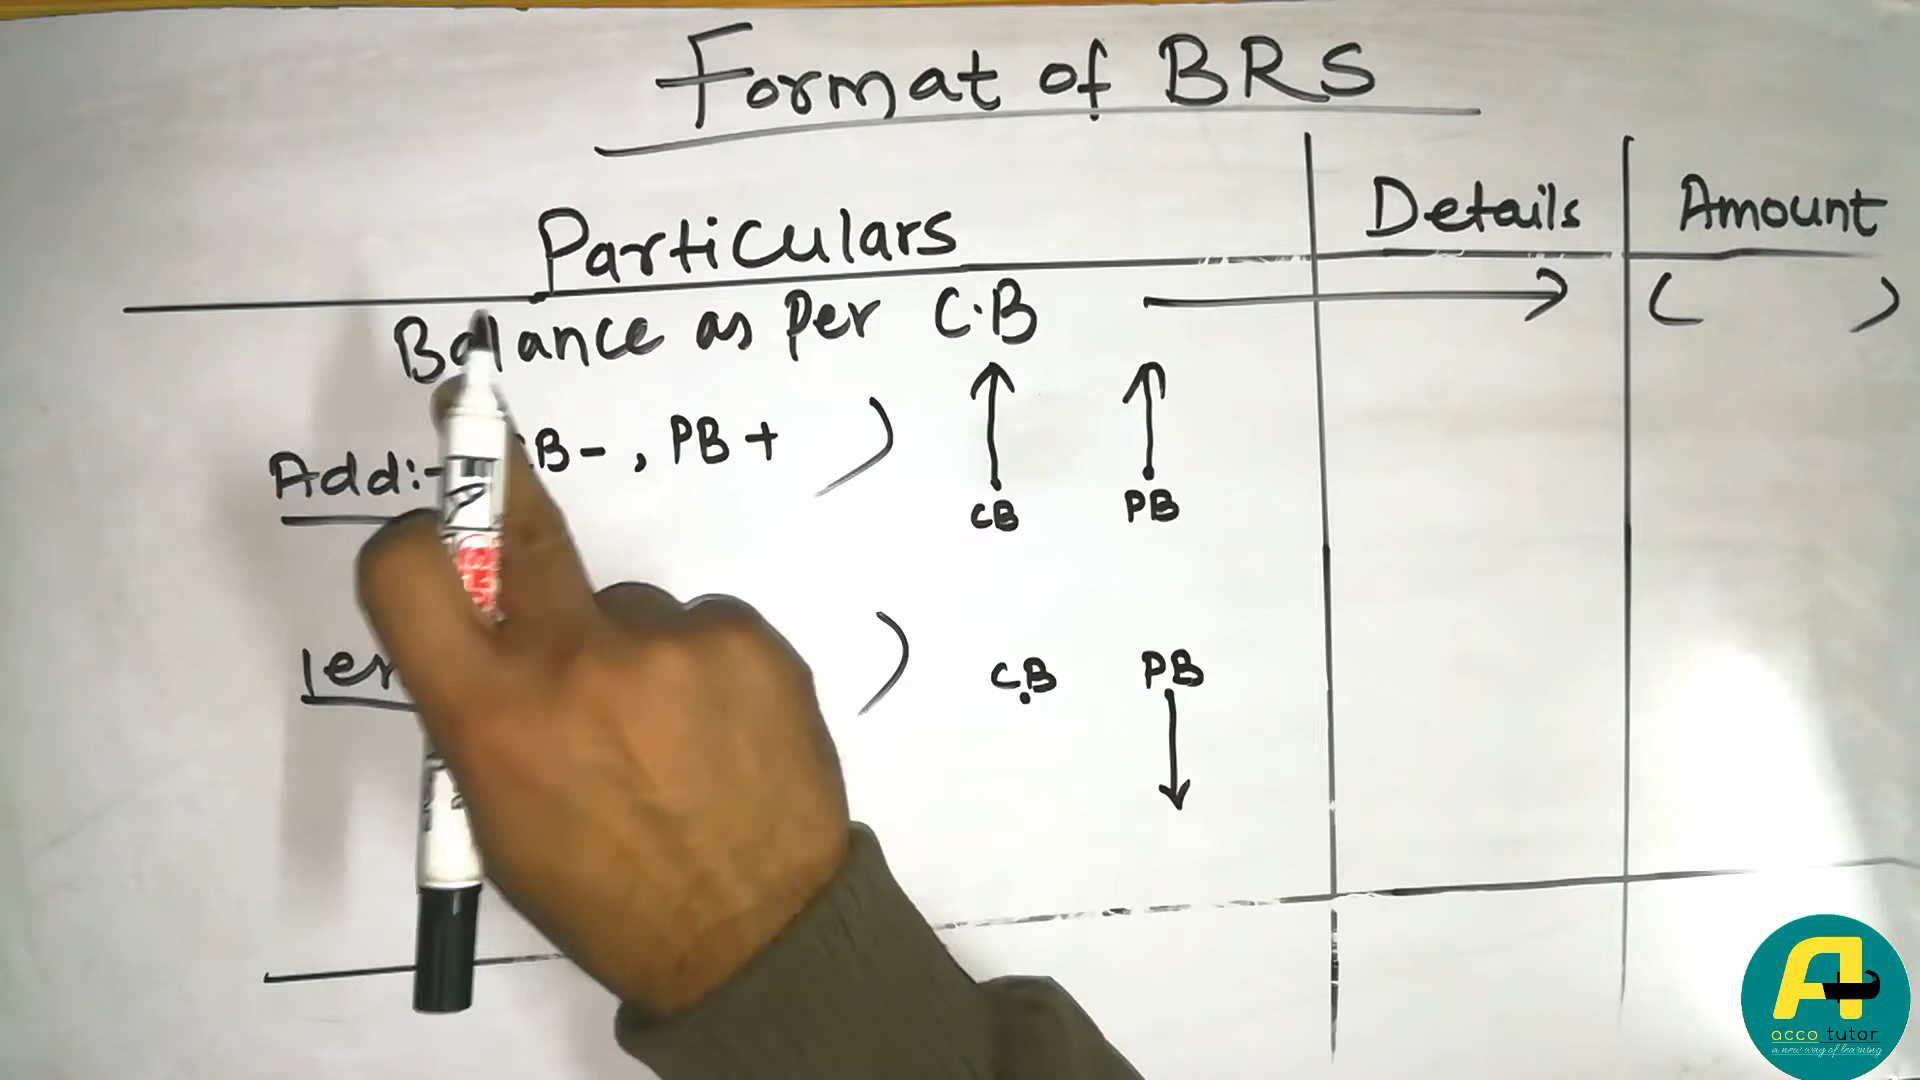 Format of BRS
Particulars Details Amount
Balance as per C.B ( )
Add:- B-, PB + )
CB PB
) C.B PB
acco tutor
a new way of learning